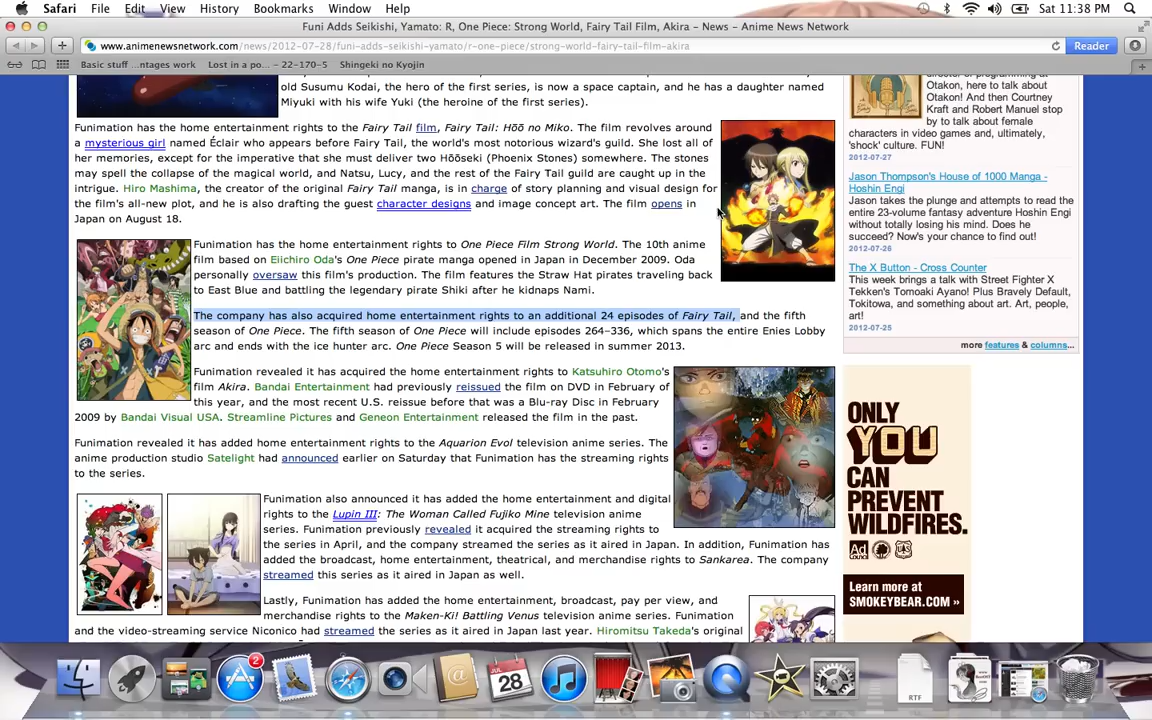 Safari File Edit View History Bookmarks Window Help Sat 11:38 PM
Funi Adds Seikishi, Yamato: R, One Piece: Strong World, Fairy Tail Film, Akira – News – Anime News Network
www.animenewsnetwork.com/news/2012-07-28/funi-adds-seikishi-yamato/r-one-piece/strong-world-fairy-tail-film-akira Reader
Basic stuff ...ntages work Lost in a po... – 22-170-5 Shingeki no Kyojin
old Susumu Kodai, the hero of the first series, is now a space captain, and he has a daughter named
Miyuki with his wife Yuki (the heroine of the first series).
Funimation has the home entertainment rights to the Fairy Tail film, Fairy Tail: Hōō no Miko. The film revolves around
a mysterious girl named Éclair who appears before Fairy Tail, the world's most notorious wizard's guild. She lost all of
her memories, except for the imperative that she must deliver two Hōōseki (Phoenix Stones) somewhere. The stones
may spell the collapse of the magical world, and Natsu, Lucy, and the rest of the Fairy Tail guild are caught up in the
intrigue. Hiro Mashima, the creator of the original Fairy Tail manga, is in charge of story planning and visual design for
the film's all-new plot, and he is also drafting the guest character designs and image concept art. The film opens in
Japan on August 18.
Funimation has the home entertainment rights to One Piece Film Strong World. The 10th anime
film based on Eiichiro Oda's One Piece pirate manga opened in Japan in December 2009. Oda
personally oversaw this film's production. The film features the Straw Hat pirates traveling back
to East Blue and battling the legendary pirate Shiki after he kidnaps Nami.
The company has also acquired home entertainment rights to an additional 24 episodes of Fairy Tail, and the fifth
season of One Piece. The fifth season of One Piece will include episodes 264–336, which spans the entire Enies Lobby
arc and ends with the ice hunter arc. One Piece Season 5 will be released in summer 2013.
Funimation revealed it has acquired the home entertainment rights to Katsuhiro Otomo's
film Akira. Bandai Entertainment had previously reissued the film on DVD in February of
this year, and the most recent U.S. reissue before that was a Blu-ray Disc in February
2009 by Bandai Visual USA. Streamline Pictures and Geneon Entertainment released the film in the past.
Funimation revealed it has added home entertainment rights to the Aquarion Evol television anime series. The
anime production studio Satelight had announced earlier on Saturday that Funimation has the streaming rights
to the series.
Funimation also announced it has added the home entertainment and digital
rights to the Lupin III: The Woman Called Fujiko Mine television anime
series. Funimation previously revealed it acquired the streaming rights to
the series in April, and the company streamed the series as it aired in Japan. In addition, Funimation has
added the broadcast, home entertainment, theatrical, and merchandise rights to Sankarea. The company
streamed this series as it aired in Japan as well.
Lastly, Funimation has added the home entertainment, broadcast, pay per view, and
merchandise rights to the Maken-Ki! Battling Venus television series. Funimation
and the video-streaming service Niconico had streamed the series as it aired in Japan last year. Hiromitsu Takeda's original
director of programming at
Otakon, here to talk about
Otakon! And then Courtney
Kraft and Robert Manuel stop
by to talk about female
characters in video games and, ultimately,
'shock' culture. FUN!
2012-07-27
Jason Thompson's House of 1000 Manga -
Hoshin Engi
Jason takes the plunge and attempts to read the
entire 23-volume fantasy adventure Hoshin Engi
without totally losing his mind. Does he
succeed? Now's your chance to find out!
2012-07-26
The X Button - Cross Counter
This week brings a talk with Street Fighter X
Tekken's Tomoaki Ayano! Plus Bravely Default,
Tokitowa, and something about art. Art, people,
art!
2012-07-25
more features & columns...
ONLY
YOU
CAN
PREVENT
WILDFIRES.
Ad
Learn more at
SMOKEYBEAR.COM »
2
JUL
28
RTF